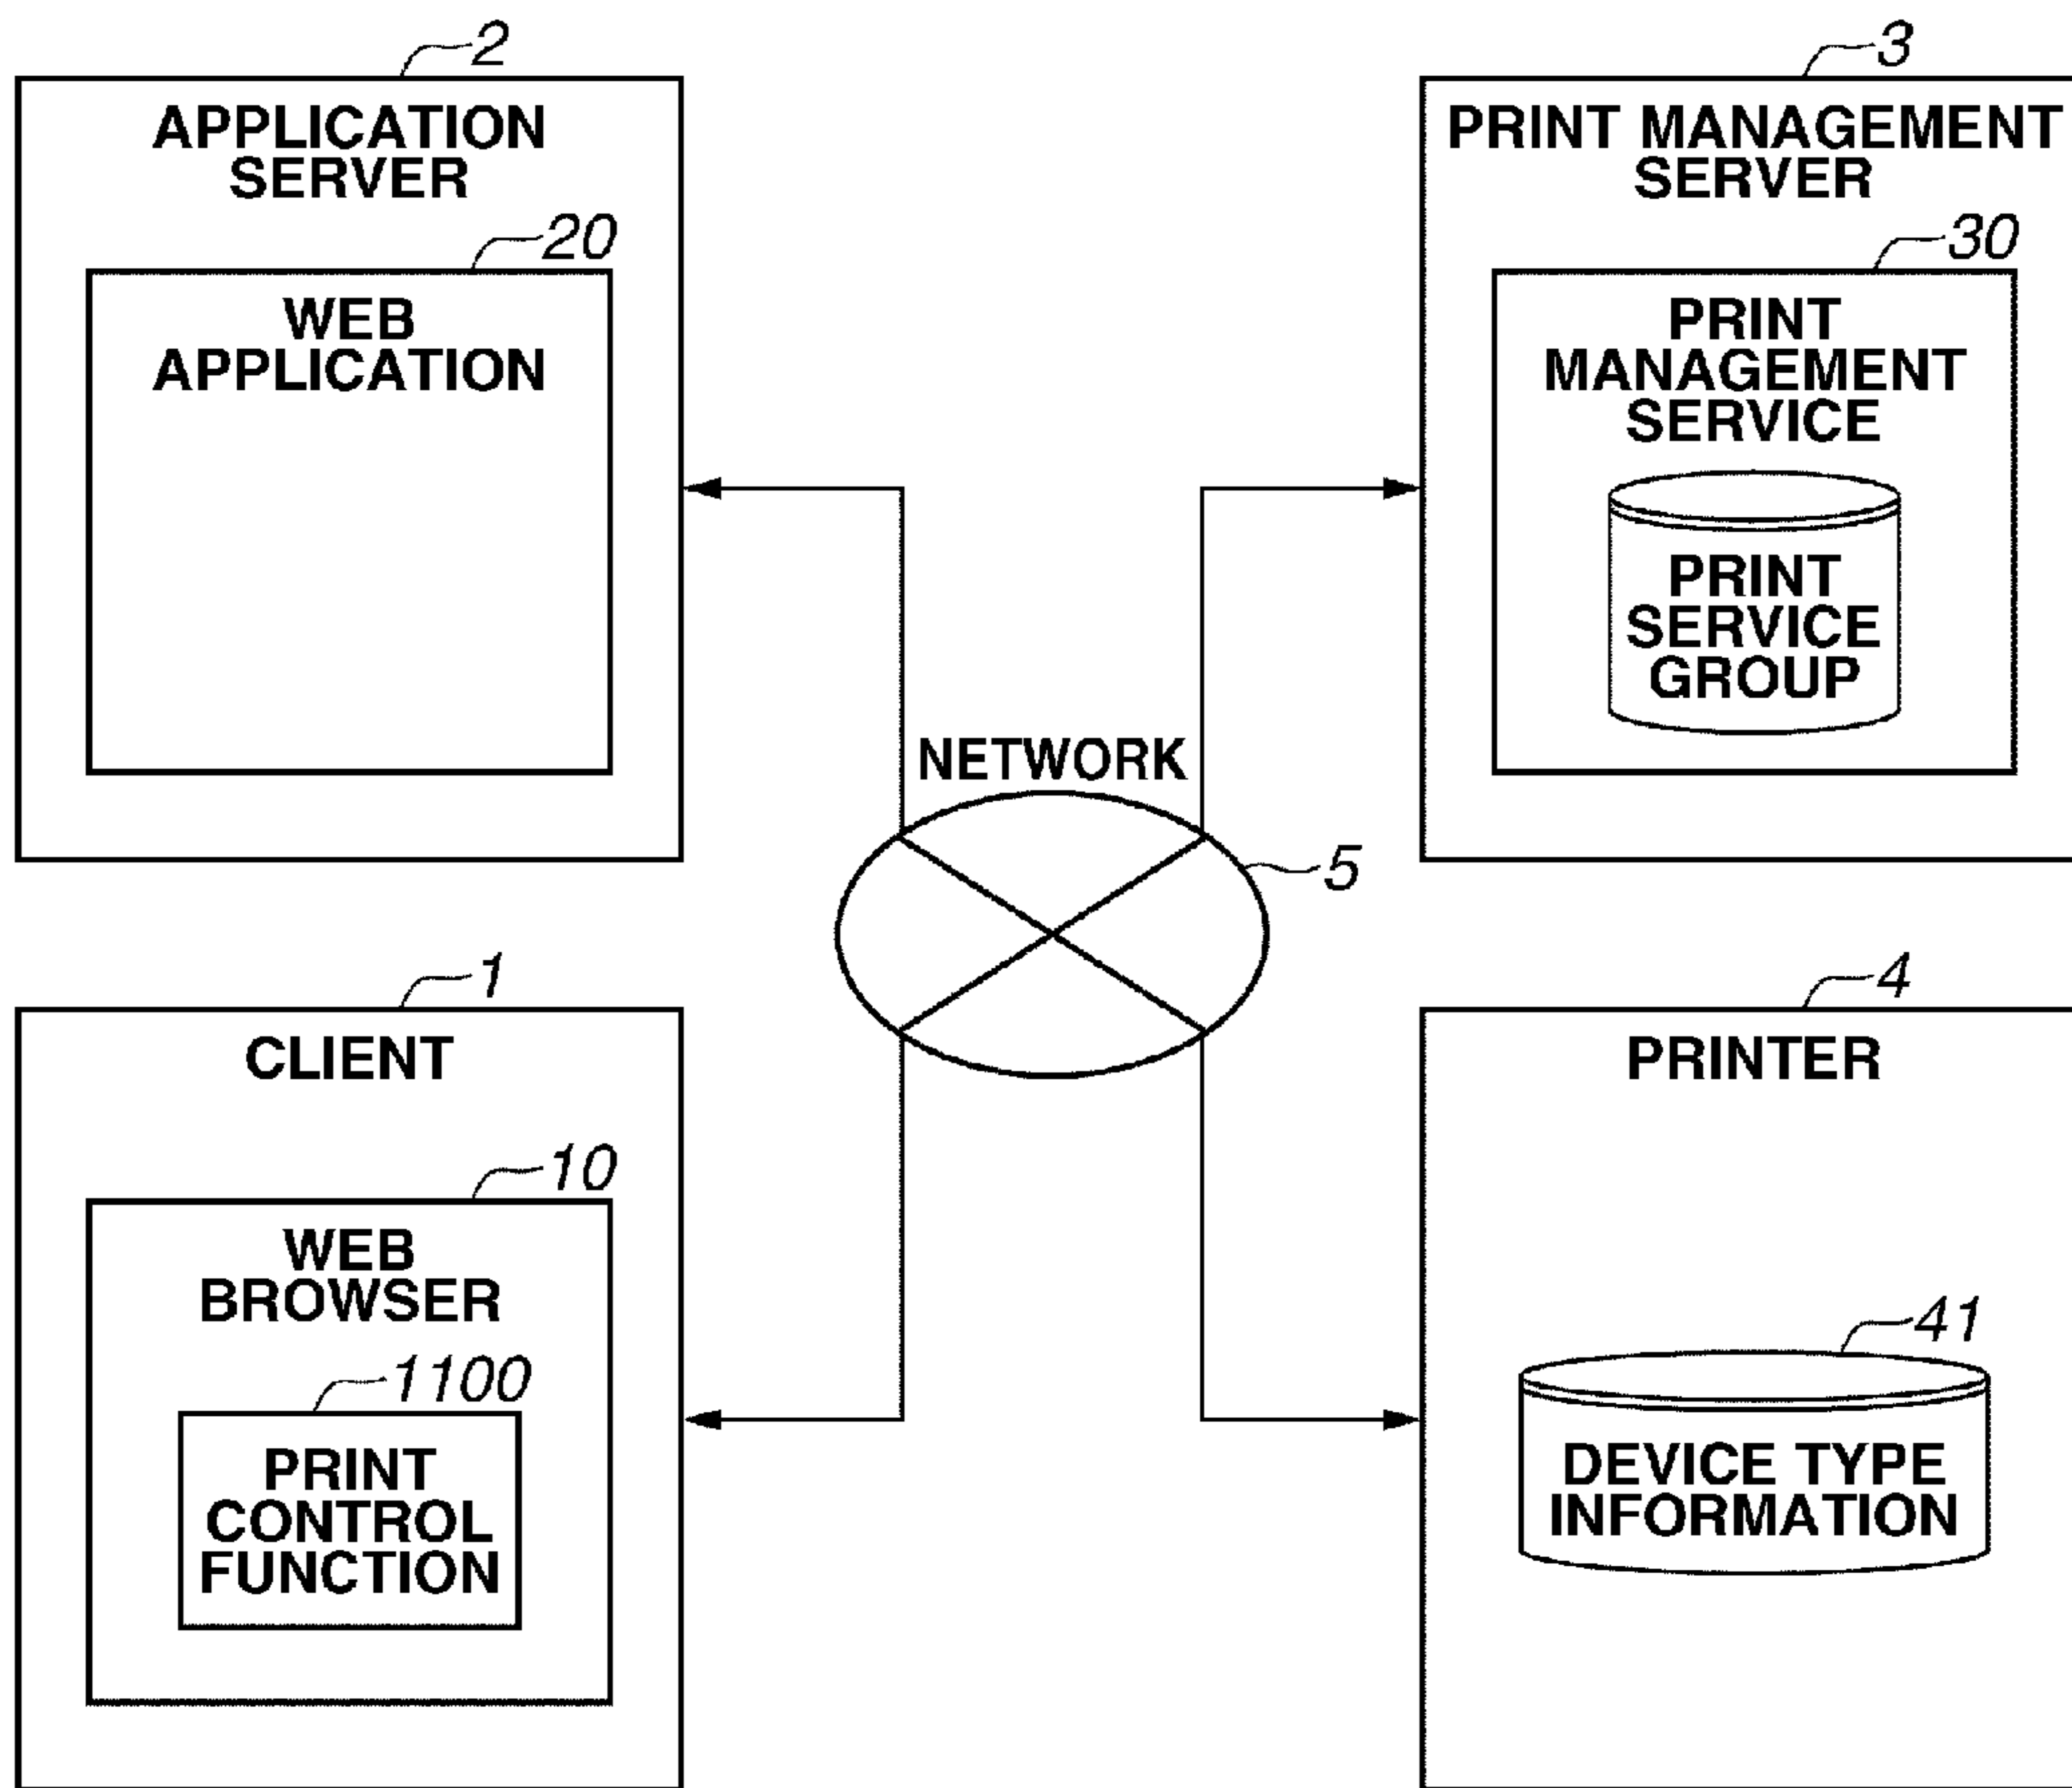 2
APPLICATION
SERVER
20
WEB
APPLICATION
3
PRINT MANAGEMENT
SERVER
30
PRINT
MANAGEMENT
SERVICE
PRINT
SERVICE
GROUP
NETWORK
5
1
CLIENT
10
WEB
BROWSER
1100
PRINT
CONTROL
FUNCTION
4
PRINTER
41
DEVICE TYPE
INFORMATION